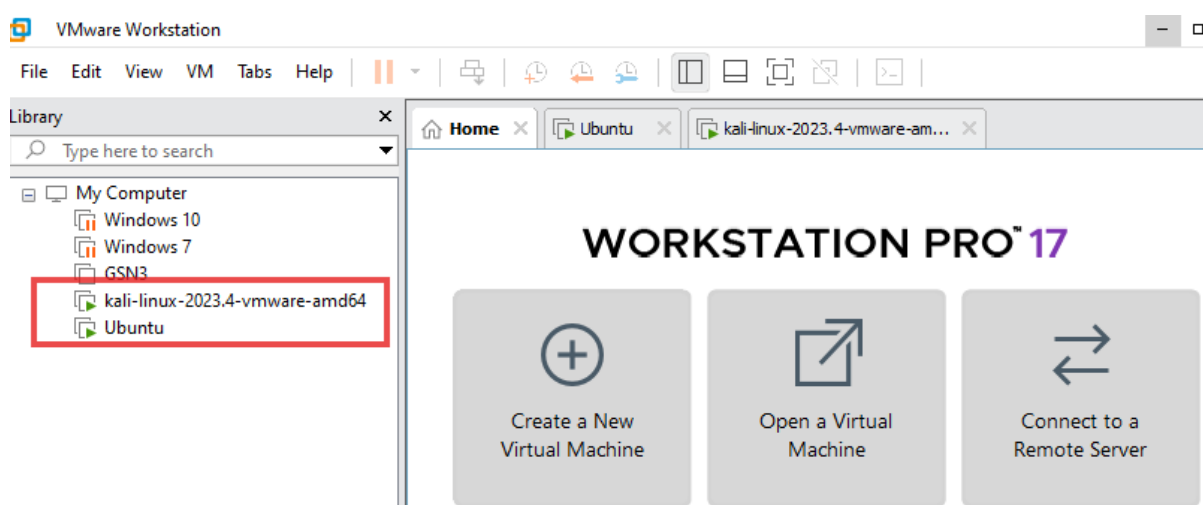 VMware Workstation
File Edit View VM Tabs Help
Library
Type here to search
My Computer
Windows 10
Windows 7
GSN3
kali-linux-2023.4-vmware-amd64
Ubuntu
Home Ubuntu kali-linux-2023.4-vmware-am...
WORKSTATION PRO™ 17
Create a New
Virtual Machine
Open a Virtual
Machine
Connect to a
Remote Server